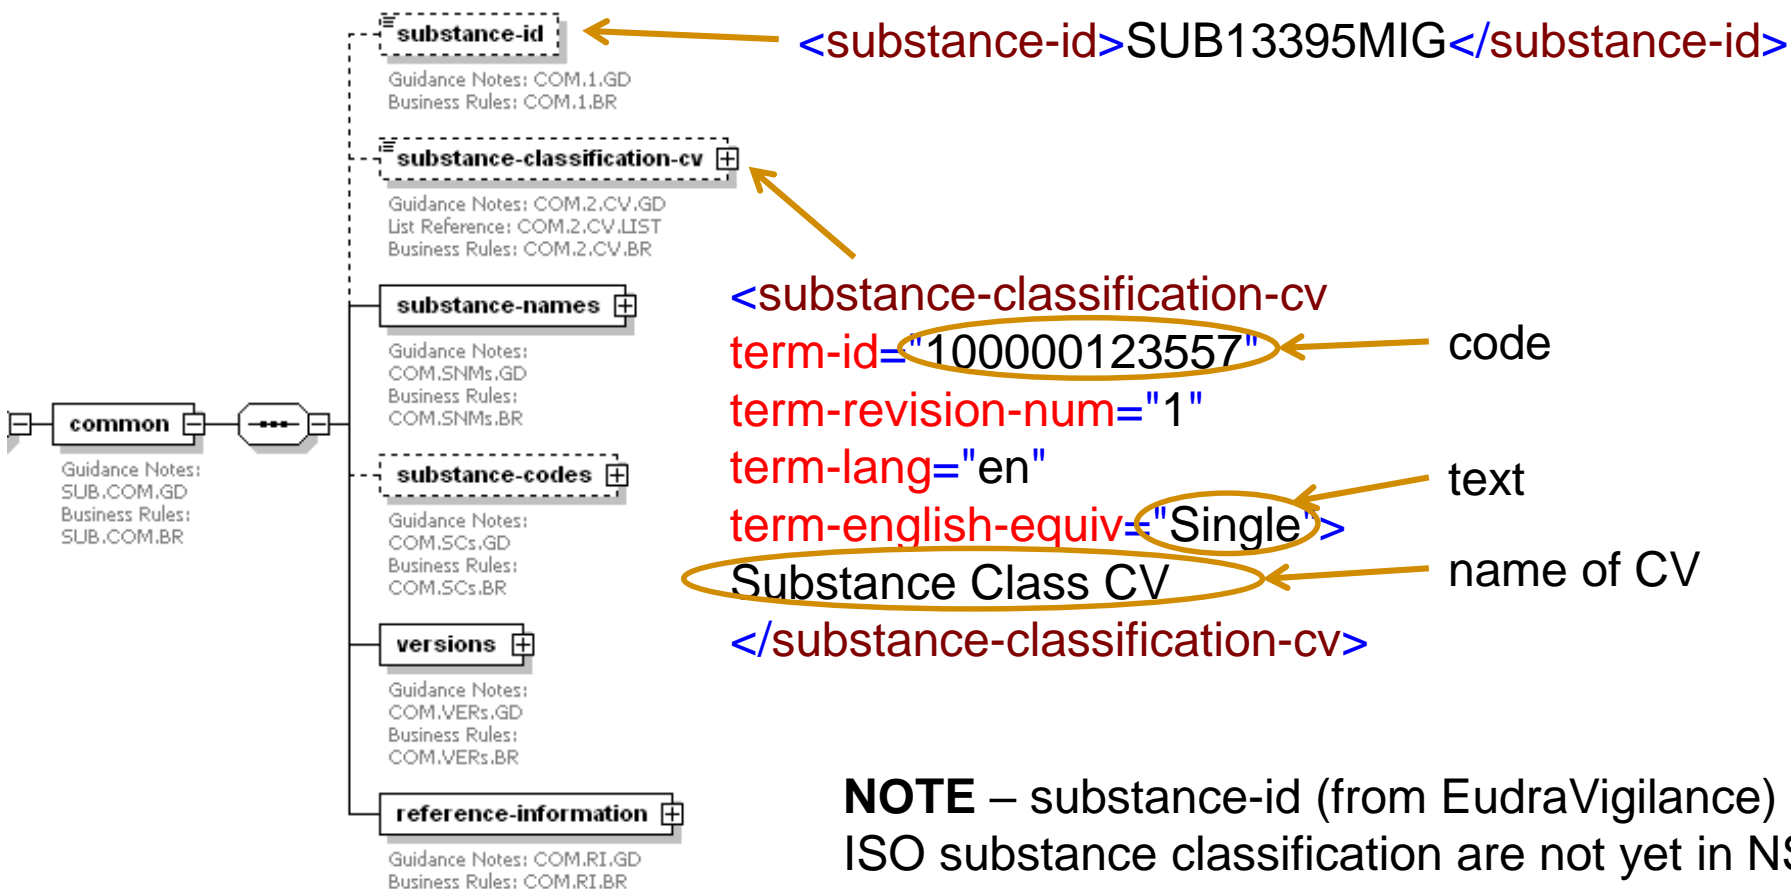 substance-id
Guidance Notes: COM.1.GD
Business Rules: COM.1.BR
<substance-id>SUB13395MIG</substance-id>
substance-classification-cv
Guidance Notes: COM.2.CV.GD
List Reference: COM.2.CV.LIST
Business Rules: COM.2.CV.BR
substance-names
Guidance Notes:
COM.SNMs.GD
Business Rules:
COM.SNMs.BR
common
Guidance Notes:
SUB.COM.GD
Business Rules:
SUB.COM.BR
substance-codes
Guidance Notes:
COM.SCs.GD
Business Rules:
COM.SCs.BR
versions
Guidance Notes:
COM.VERs.GD
Business Rules:
COM.VERs.BR
reference-information
Guidance Notes: COM.RI.GD
Business Rules: COM.RI.BR
<substance-classification-cv
term-id="100000123557"
term-revision-num="1"
term-lang="en"
term-english-equiv="Single">
Substance Class CV
</substance-classification-cv>
code
text
name of CV
NOTE – substance-id (from EudraVigilance)
ISO substance classification are not yet in